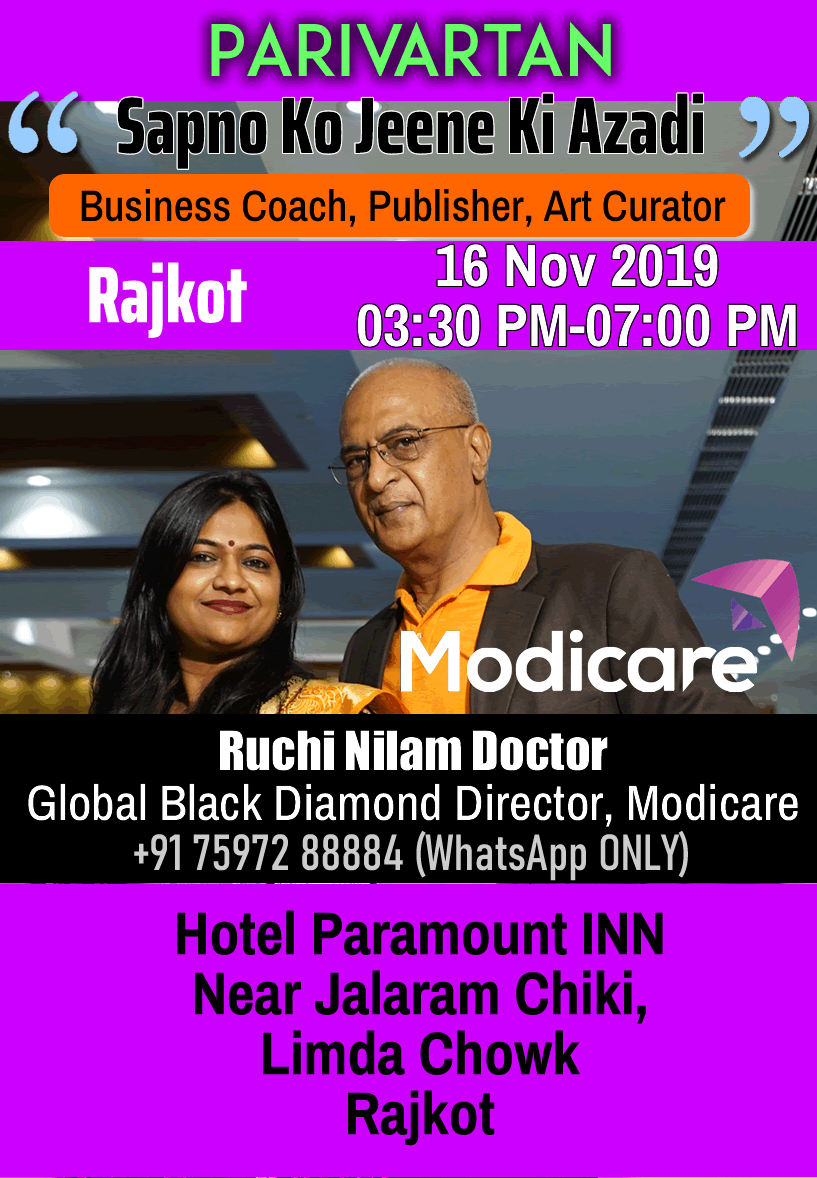 PARIVARTAN
“ Sapno Ko Jeene Ki Azadi ”
Business Coach, Publisher, Art Curator
Rajkot
16 Nov 2019
03:30 PM-07:00 PM
Modicare
Ruchi Nilam Doctor
Global Black Diamond Director, Modicare
+91 75972 88884 (WhatsApp ONLY)
Hotel Paramount INN
Near Jalaram Chiki,
Limda Chowk
Rajkot